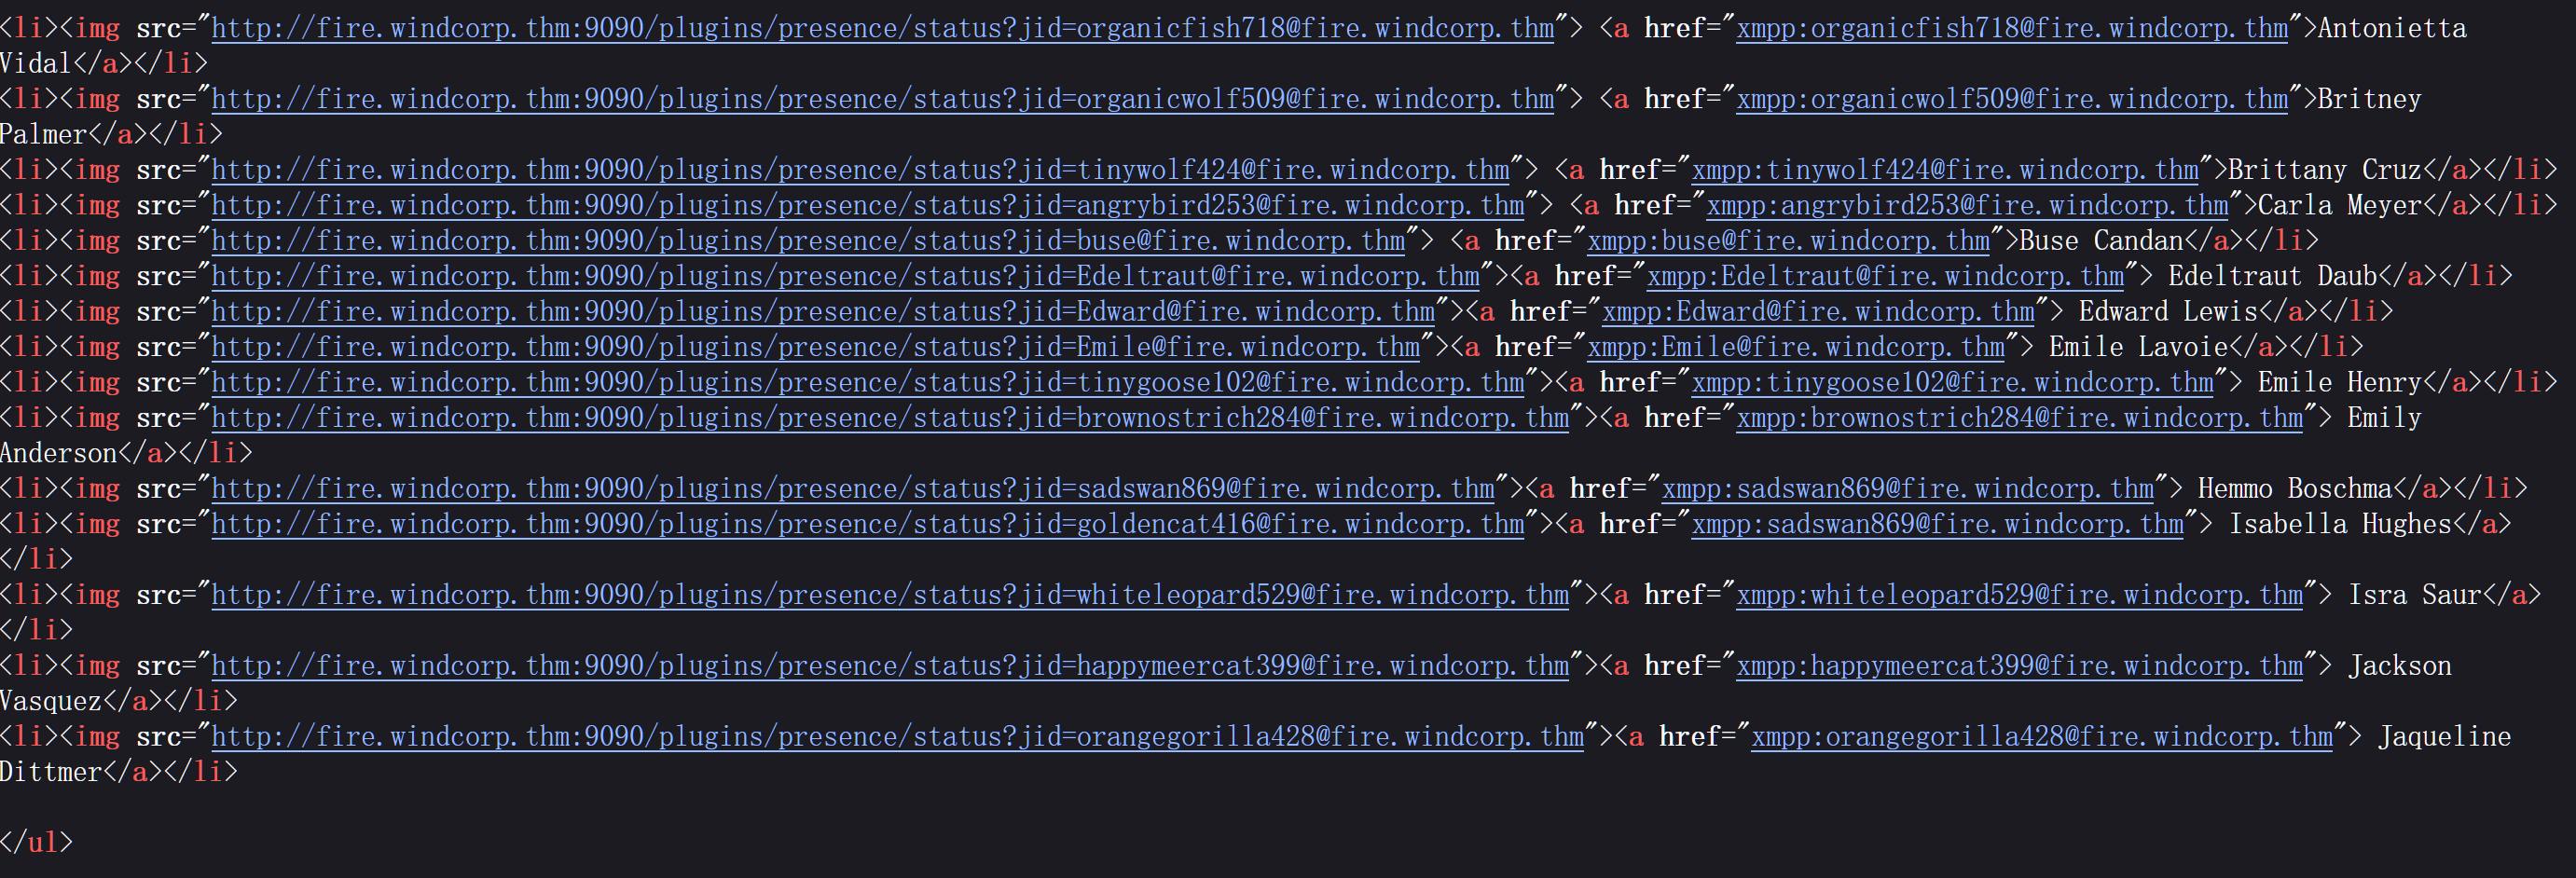 <li><img src="http://fire.windcorp.thm:9090/plugins/presence/status?jid=organicfish718@fire.windcorp.thm"> <a href="xmpp:organicfish718@fire.windcorp.thm">Antonietta
Vidal</a></li>
<li><img src="http://fire.windcorp.thm:9090/plugins/presence/status?jid=organicwolf509@fire.windcorp.thm"> <a href="xmpp:organicwolf509@fire.windcorp.thm">Britney
Palmer</a></li>
<li><img src="http://fire.windcorp.thm:9090/plugins/presence/status?jid=tinywolf424@fire.windcorp.thm"> <a href="xmpp:tinywolf424@fire.windcorp.thm">Brittany Cruz</a></li>
<li><img src="http://fire.windcorp.thm:9090/plugins/presence/status?jid=angrybird253@fire.windcorp.thm"> <a href="xmpp:angrybird253@fire.windcorp.thm">Carla Meyer</a></li>
<li><img src="http://fire.windcorp.thm:9090/plugins/presence/status?jid=buse@fire.windcorp.thm"> <a href="xmpp:buse@fire.windcorp.thm">Buse Candan</a></li>
<li><img src="http://fire.windcorp.thm:9090/plugins/presence/status?jid=Edeltraut@fire.windcorp.thm"><a href="xmpp:Edeltraut@fire.windcorp.thm"> Edeltraut Daub</a></li>
<li><img src="http://fire.windcorp.thm:9090/plugins/presence/status?jid=Edward@fire.windcorp.thm"><a href="xmpp:Edward@fire.windcorp.thm"> Edward Lewis</a></li>
<li><img src="http://fire.windcorp.thm:9090/plugins/presence/status?jid=Emile@fire.windcorp.thm"><a href="xmpp:Emile@fire.windcorp.thm"> Emile Lavoie</a></li>
<li><img src="http://fire.windcorp.thm:9090/plugins/presence/status?jid=tinygoose102@fire.windcorp.thm"><a href="xmpp:tinygoose102@fire.windcorp.thm"> Emile Henry</a></li>
<li><img src="http://fire.windcorp.thm:9090/plugins/presence/status?jid=brownostrich284@fire.windcorp.thm"><a href="xmpp:brownostrich284@fire.windcorp.thm"> Emily
Anderson</a></li>
<li><img src="http://fire.windcorp.thm:9090/plugins/presence/status?jid=sadswan869@fire.windcorp.thm"><a href="xmpp:sadswan869@fire.windcorp.thm"> Hemmo Boschma</a></li>
<li><img src="http://fire.windcorp.thm:9090/plugins/presence/status?jid=goldencat416@fire.windcorp.thm"><a href="xmpp:sadswan869@fire.windcorp.thm"> Isabella Hughes</a>
</li>
<li><img src="http://fire.windcorp.thm:9090/plugins/presence/status?jid=whiteleopard529@fire.windcorp.thm"><a href="xmpp:whiteleopard529@fire.windcorp.thm"> Isra Saur</a>
</li>
<li><img src="http://fire.windcorp.thm:9090/plugins/presence/status?jid=happymeercat399@fire.windcorp.thm"><a href="xmpp:happymeercat399@fire.windcorp.thm"> Jackson
Vasquez</a></li>
<li><img src="http://fire.windcorp.thm:9090/plugins/presence/status?jid=orangegorilla428@fire.windcorp.thm"><a href="xmpp:orangegorilla428@fire.windcorp.thm"> Jaqueline
Dittmer</a></li>
</ul>